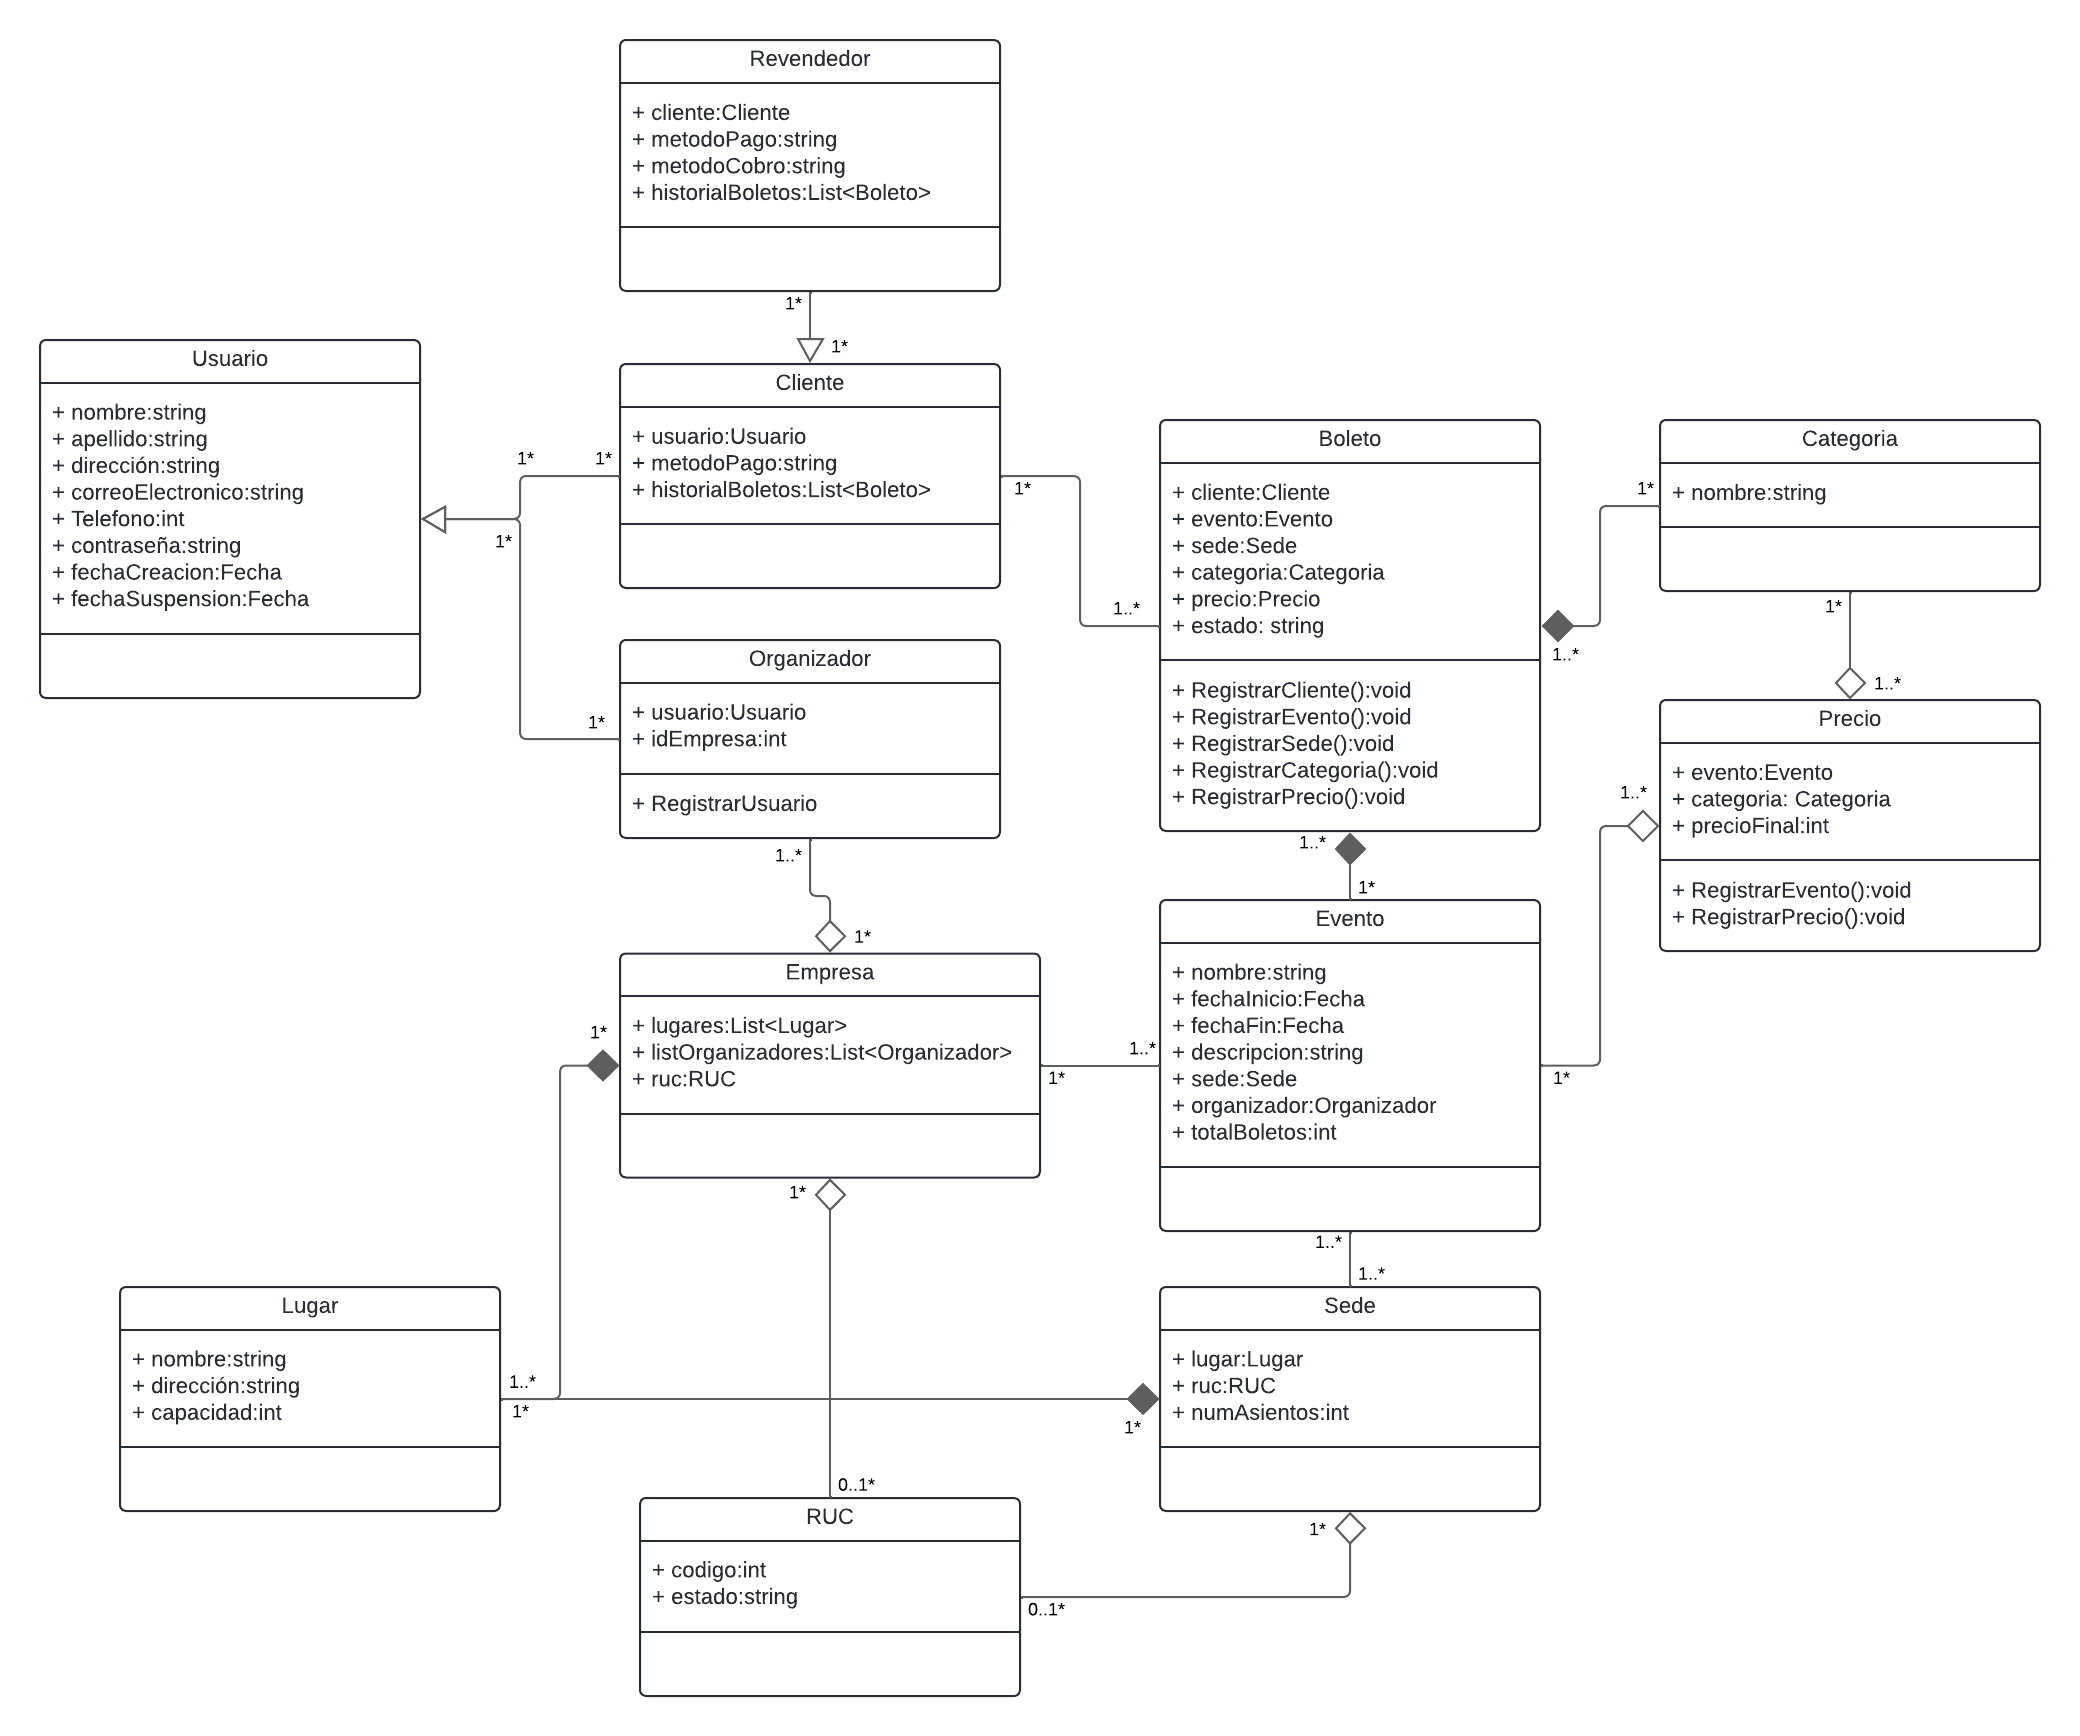 Revendedor
+ cliente:Cliente
+ metodoPago:string
+ metodoCobro:string
+ historialBoletos:List<Boleto>
1*
1*
Usuario
+ nombre:string
+ apellido:string
+ dirección:string
+ correoElectronico:string
+ Telefono:int
+ contraseña:string
+ fechaCreacion:Fecha
+ fechaSuspension:Fecha
1*
1*
1*
1*
Cliente
+ usuario:Usuario
+ metodoPago:string
+ historialBoletos:List<Boleto>
1*
1..*
Organizador
+ usuario:Usuario
+ idEmpresa:int
+ RegistrarUsuario
1..*
1*
Boleto
+ cliente:Cliente
+ evento:Evento
+ sede:Sede
+ categoria:Categoria
+ precio:Precio
+ estado: string
+ RegistrarCliente():void
+ RegistrarEvento():void
+ RegistrarSede():void
+ RegistrarCategoria():void
+ RegistrarPrecio():void
1*
1..*
Categoria
+ nombre:string
1*
1..*
Precio
+ evento:Evento
+ categoria: Categoria
+ precioFinal:int
+ RegistrarEvento():void
+ RegistrarPrecio():void
1..*
1..*
1*
Empresa
+ lugares:List<Lugar>
+ listOrganizadores:List<Organizador>
+ ruc:RUC
1*
1*
1..*
1*
Evento
+ nombre:string
+ fechaInicio:Fecha
+ fechaFin:Fecha
+ descripcion:string
+ sede:Sede
+ organizador:Organizador
+ totalBoletos:int
1*
1..*
1..*
Lugar
+ nombre:string
+ dirección:string
+ capacidad:int
1..*
1*
1*
Sede
+ lugar:Lugar
+ ruc:RUC
+ numAsientos:int
1*
0..1*
RUC
+ codigo:int
+ estado:string
0..1*